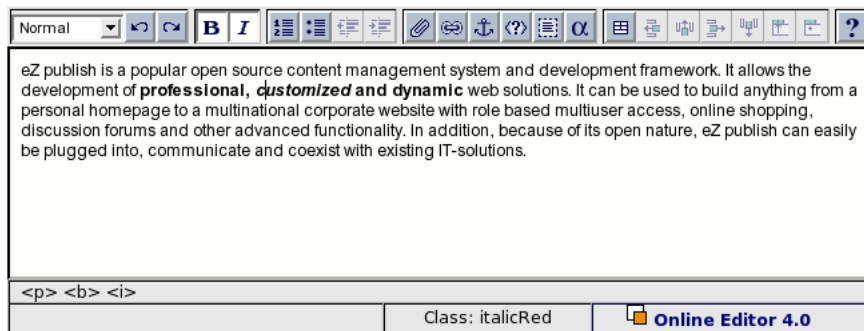 Normal B I <?> α ?
eZ publish is a popular open source content management system and development framework. It allows the
development of professional, customized and dynamic web solutions. It can be used to build anything from a
personal homepage to a multinational corporate website with role based multiuser access, online shopping,
discussion forums and other advanced functionality. In addition, because of its open nature, eZ publish can easily
be plugged into, communicate and coexist with existing IT-solutions.
<p> <b> <i>
Class: italicRed Online Editor 4.0